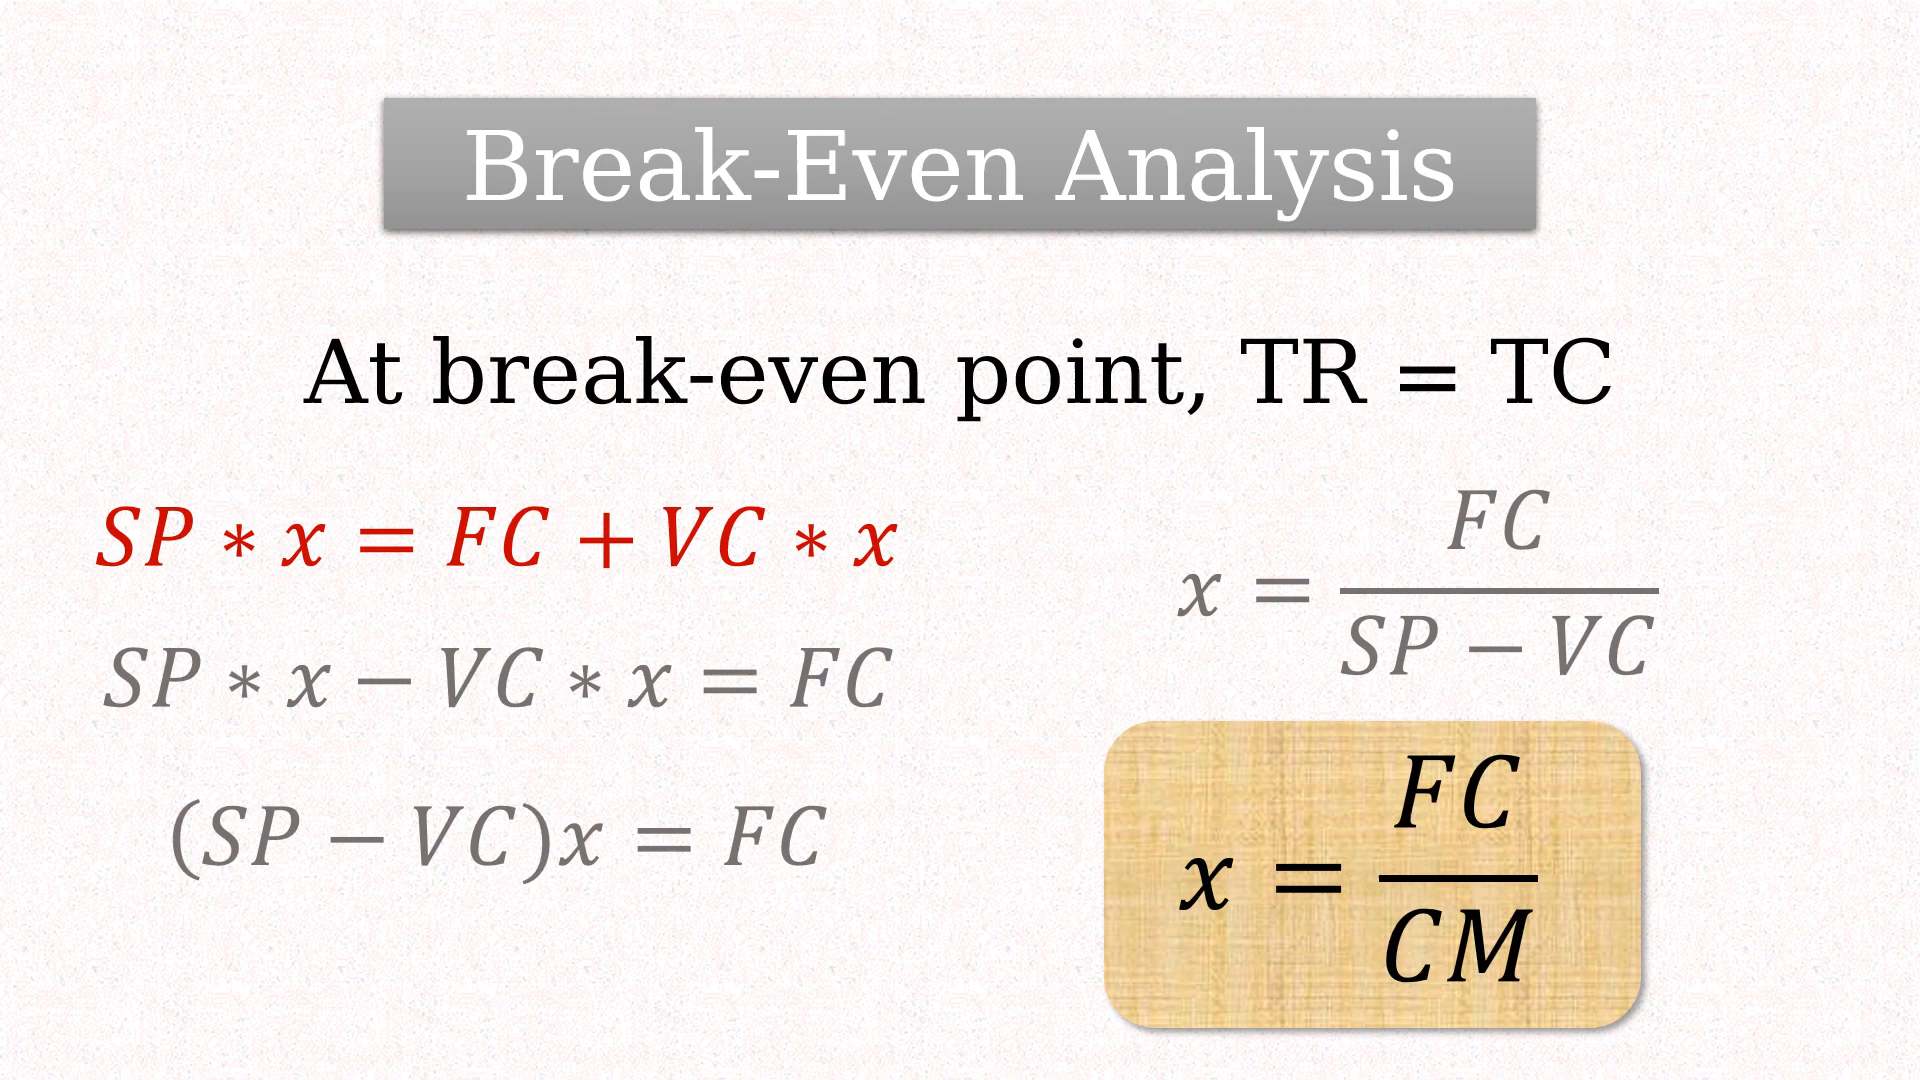 Break-Even Analysis
At break-even point, TR = TC
SP ∗ x = FC + VC ∗ x
SP ∗ x − VC ∗ x = FC
(SP − VC)x = FC
x = FC / SP − VC
x = FC / CM